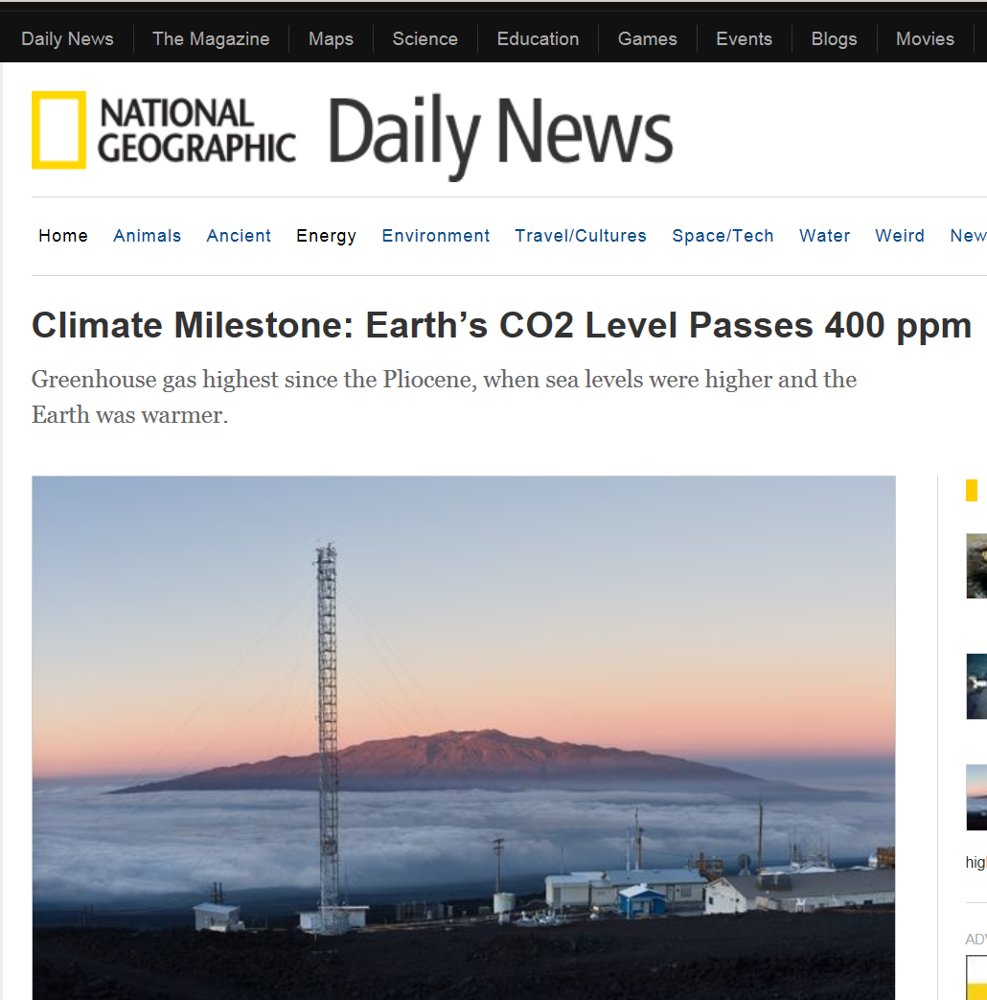 Daily News The Magazine Maps Science Education Games Events Blogs Movies
NATIONAL
GEOGRAPHIC
Daily News
Home Animals Ancient Energy Environment Travel/Cultures Space/Tech Water Weird New
Climate Milestone: Earth’s CO2 Level Passes 400 ppm
Greenhouse gas highest since the Pliocene, when sea levels were higher and the
Earth was warmer.